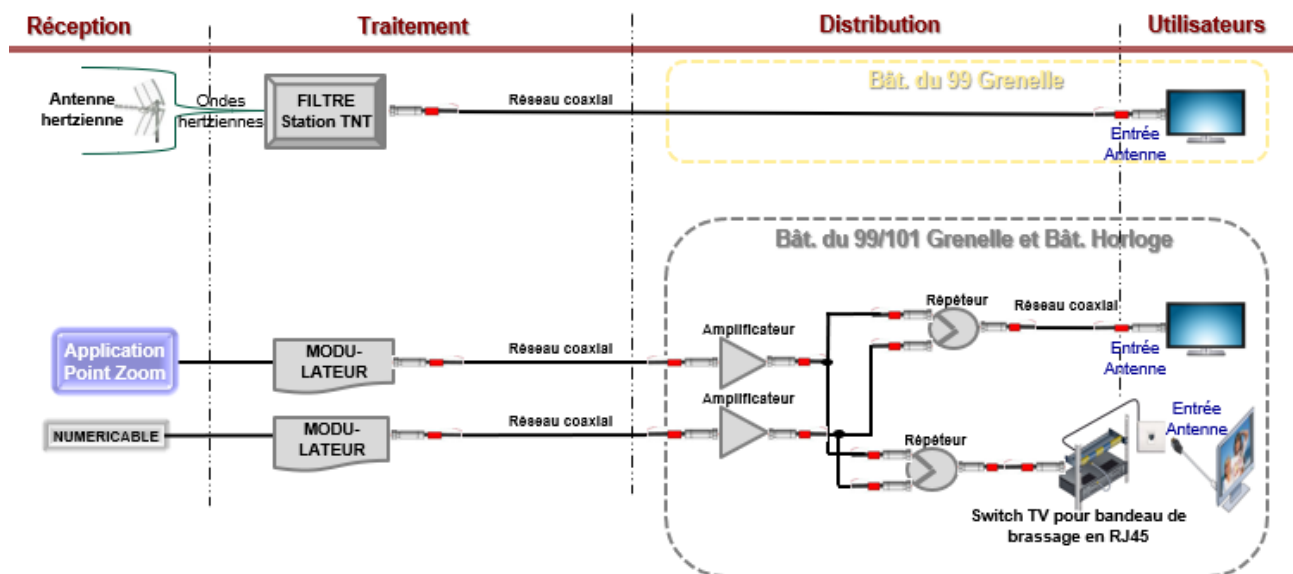 Réception
Traitement
Distribution
Utilisateurs
Bât. du 99 Grenelle
Antenne
hertzienne
Ondes
hertziennes
FILTRE
Station TNT
Réseau coaxial
Entrée
Antenne
Bât. du 99/101 Grenelle et Bât. Horloge
Application
Point Zoom
MODU-
LATEUR
Réseau coaxial
Amplificateur
Répéteur
Réseau coaxial
Entrée
Antenne
NUMERICABLE
MODU-
LATEUR
Réseau coaxial
Amplificateur
Répéteur
Entrée
Antenne
Switch TV pour bandeau de
brassage en RJ45